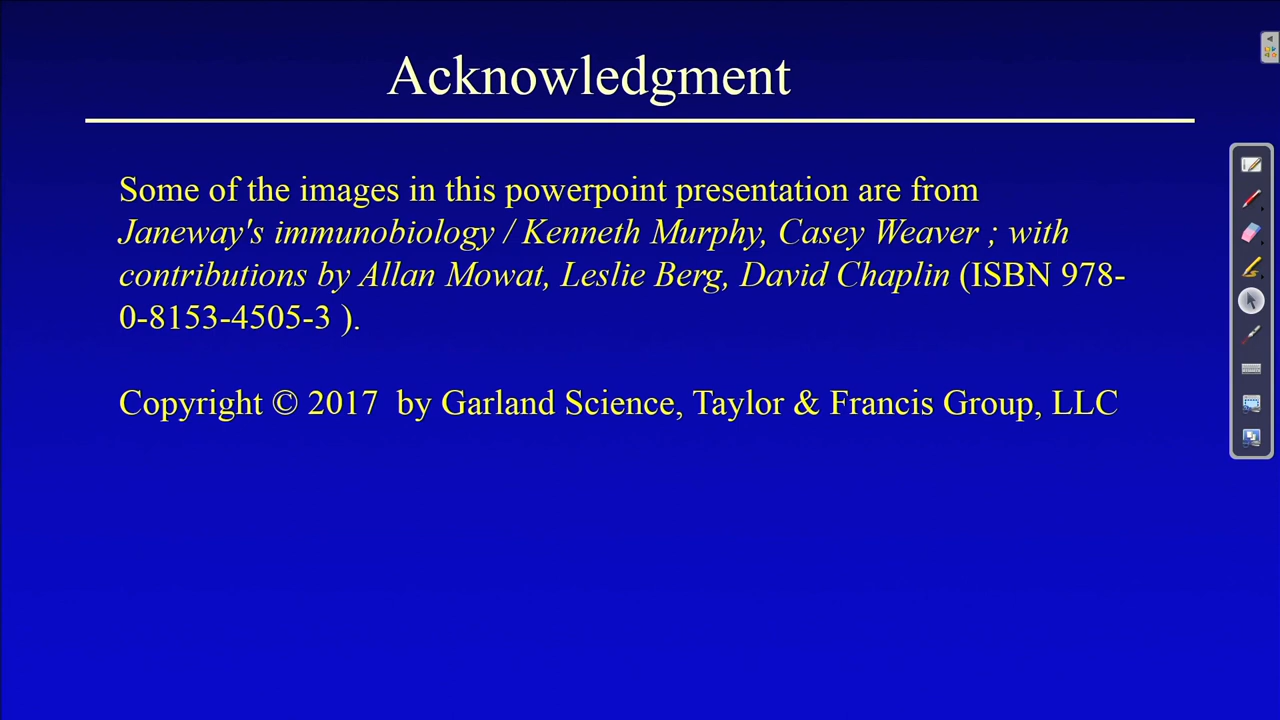 Acknowledgment
Some of the images in this powerpoint presentation are from
Janeway's immunobiology / Kenneth Murphy, Casey Weaver ; with
contributions by Allan Mowat, Leslie Berg, David Chaplin (ISBN 978-
0-8153-4505-3 ).
Copyright © 2017  by Garland Science, Taylor & Francis Group, LLC